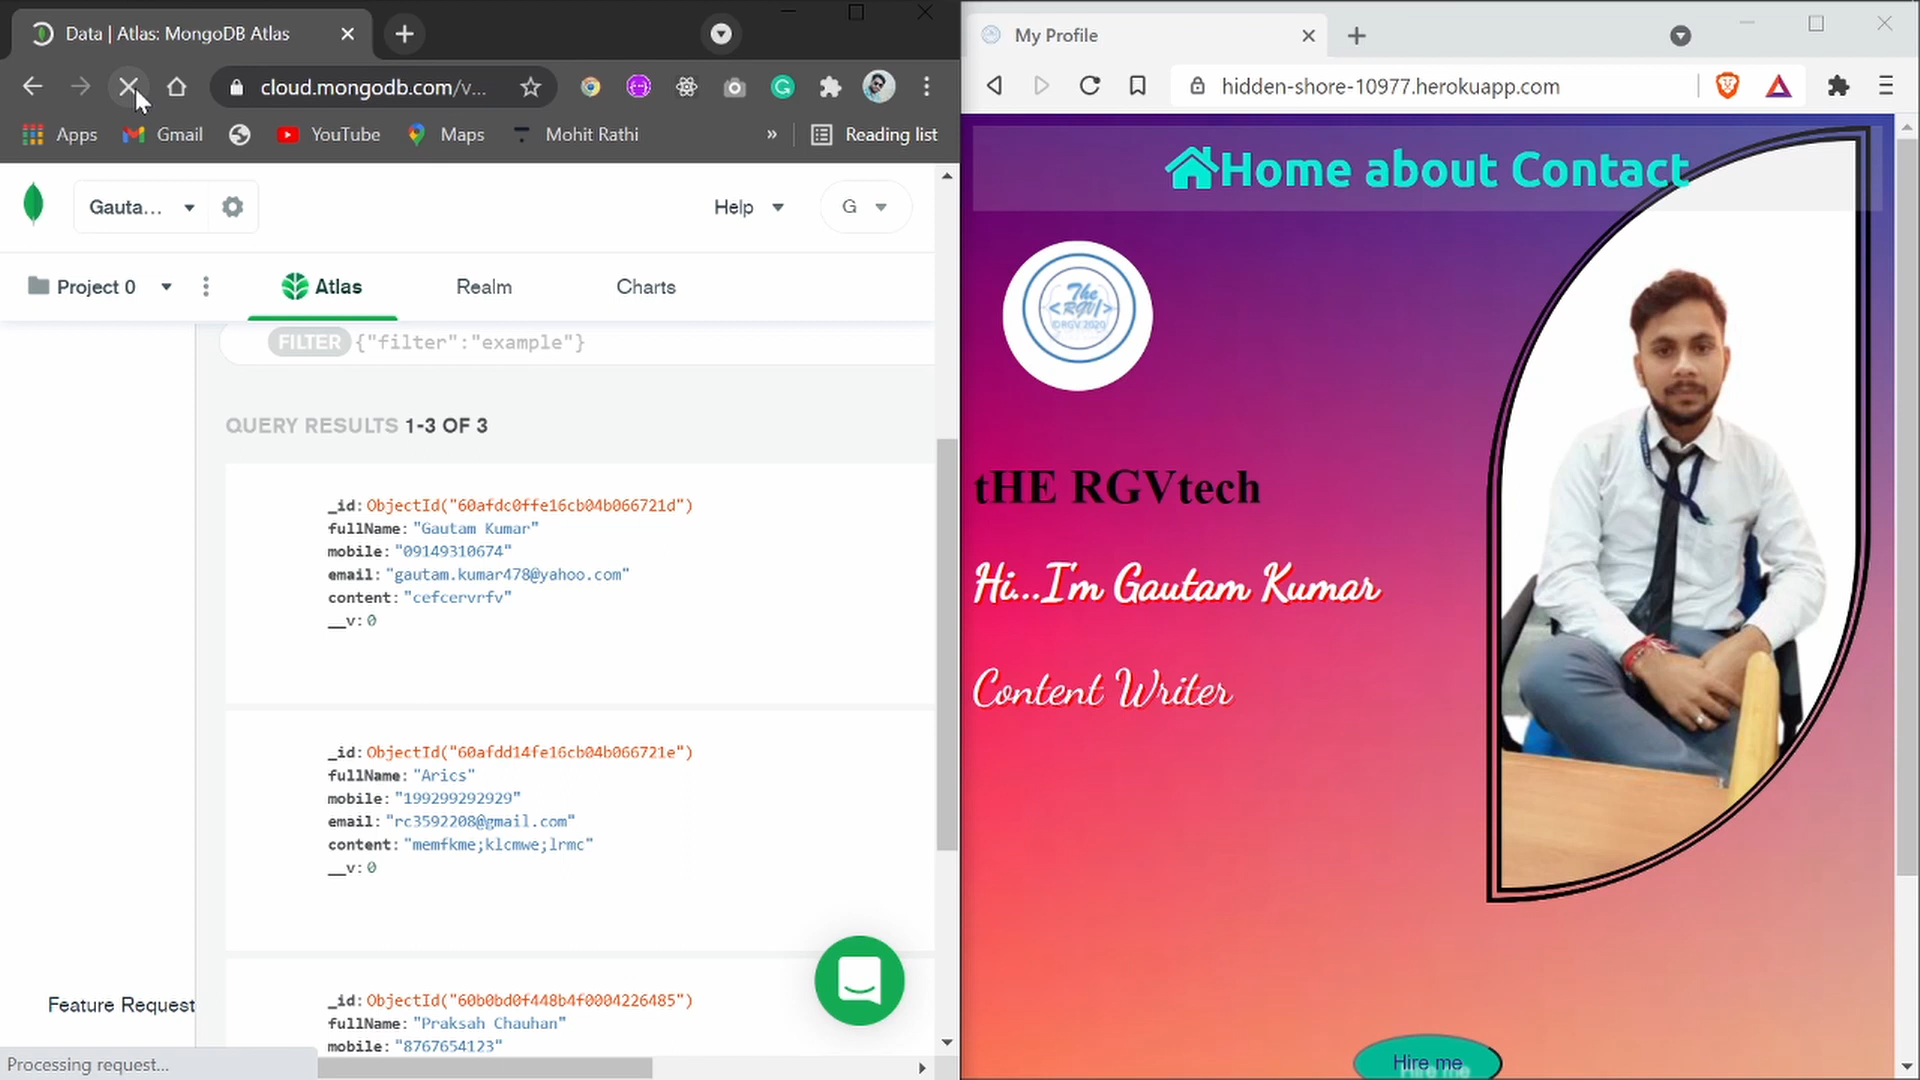 Data | Atlas: MongoDB Atlas
cloud.mongodb.com/v...
Apps
Gmail
YouTube
Maps
Mohit Rathi
»
Reading list
Gauta...
Help
G
Project 0
Atlas
Realm
Charts
FILTER {"filter":"example"}
QUERY RESULTS 1-3 OF 3
_id: ObjectId("60afdc0ffe16cb04b066721d")
fullName: "Gautam Kumar"
mobile: "09149310674"
email: "gautam.kumar478@yahoo.com"
content: "cefcervrfv"
__v: 0
_id: ObjectId("60afdd14fe16cb04b066721e")
fullName: "Arics"
mobile: "199299292929"
email: "rc3592208@gmail.com"
content: "memfkme;klcmwe;lrmc"
__v: 0
_id: ObjectId("60b0bd0f448b4f0004226485")
fullName: "Praksah Chauhan"
mobile: "8767654123"
Feature Request
Processing request...
My Profile
hidden-shore-10977.herokuapp.com
Home about Contact
The
<RGV/>
©RGV 2020
tHE RGVtech
Hi...I'm Gautam Kumar
Content Writer
Hire me